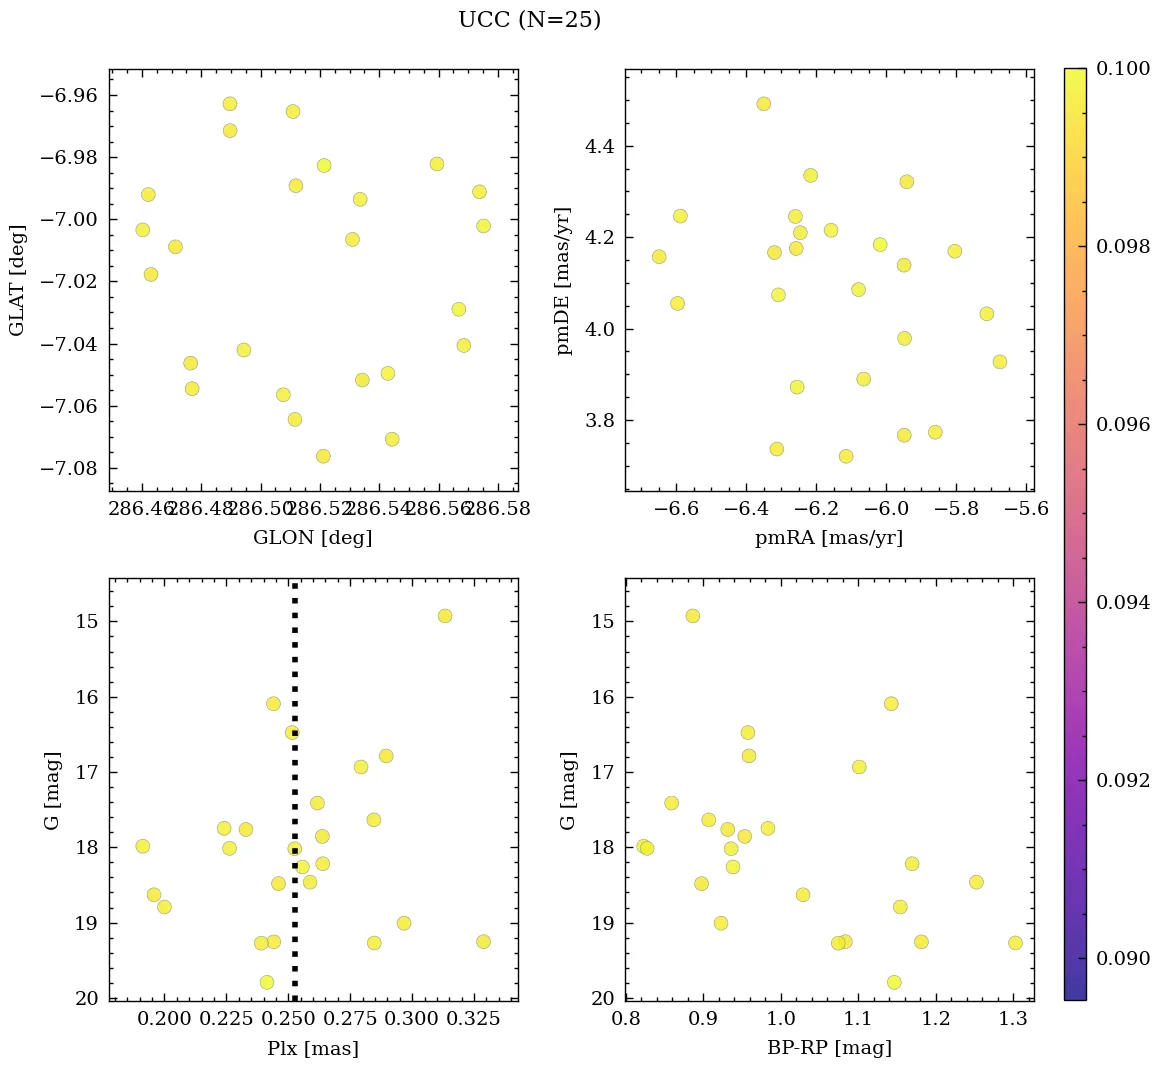 UCC (N=25)
−6.96
−6.98
−7.00
−7.02
−7.04
−7.06
−7.08
GLAT [deg]
286.46 286.48 286.50 286.52 286.54 286.56 286.58
GLON [deg]
4.4
4.2
4.0
3.8
pmDE [mas/yr]
−6.6 −6.4 −6.2 −6.0 −5.8 −5.6
pmRA [mas/yr]
15
16
17
18
19
20
G [mag]
0.200 0.225 0.250 0.275 0.300 0.325
Plx [mas]
15
16
17
18
19
20
G [mag]
0.8 0.9 1.0 1.1 1.2 1.3
BP-RP [mag]
0.100
0.098
0.096
0.094
0.092
0.090